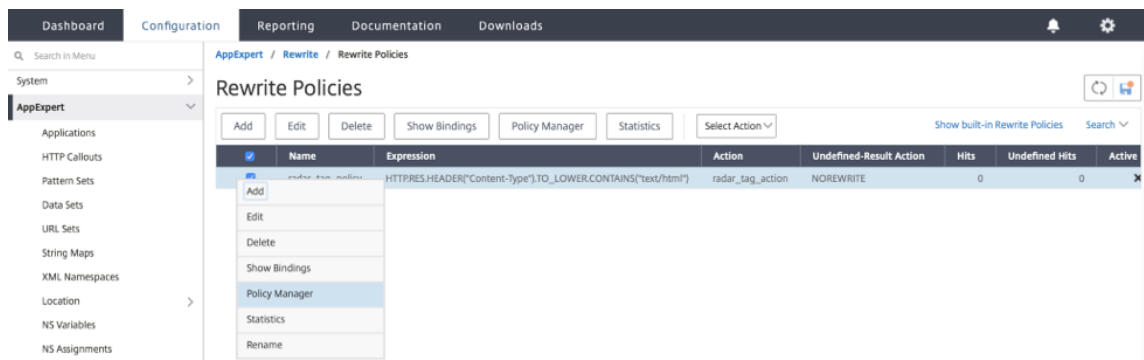 Dashboard Configuration Reporting Documentation Downloads
Search in Menu
AppExpert / Rewrite / Rewrite Policies
System
Rewrite Policies
AppExpert
Add Edit Delete Show Bindings Policy Manager Statistics Select Action Show built-in Rewrite Policies Search
Applications
HTTP Callouts
Name Expression Action Undefined-Result Action Hits Undefined Hits Active
Pattern Sets
radar_tag_policy HTTP.RES.HEADER("Content-Type").TO_LOWER.CONTAINS("text/html") radar_tag_action NOREWRITE 0 0
Data Sets
URL Sets
String Maps
XML Namespaces
Location
NS Variables
NS Assignments
Add
Edit
Delete
Show Bindings
Policy Manager
Statistics
Rename